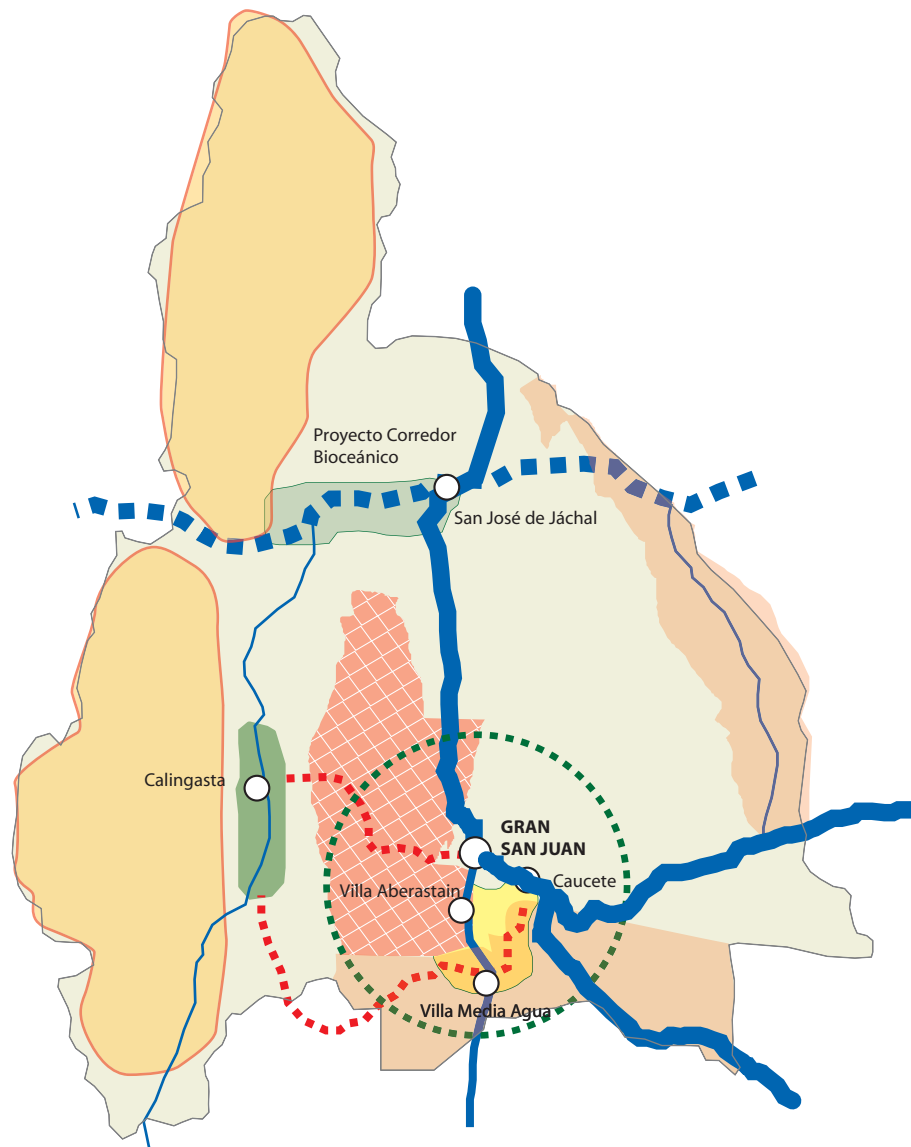 Proyecto Corredor
Bioceánico
San José de Jáchal
Calingasta
GRAN
SAN JUAN
Villa Aberastain
Caucete
Villa Media Agua